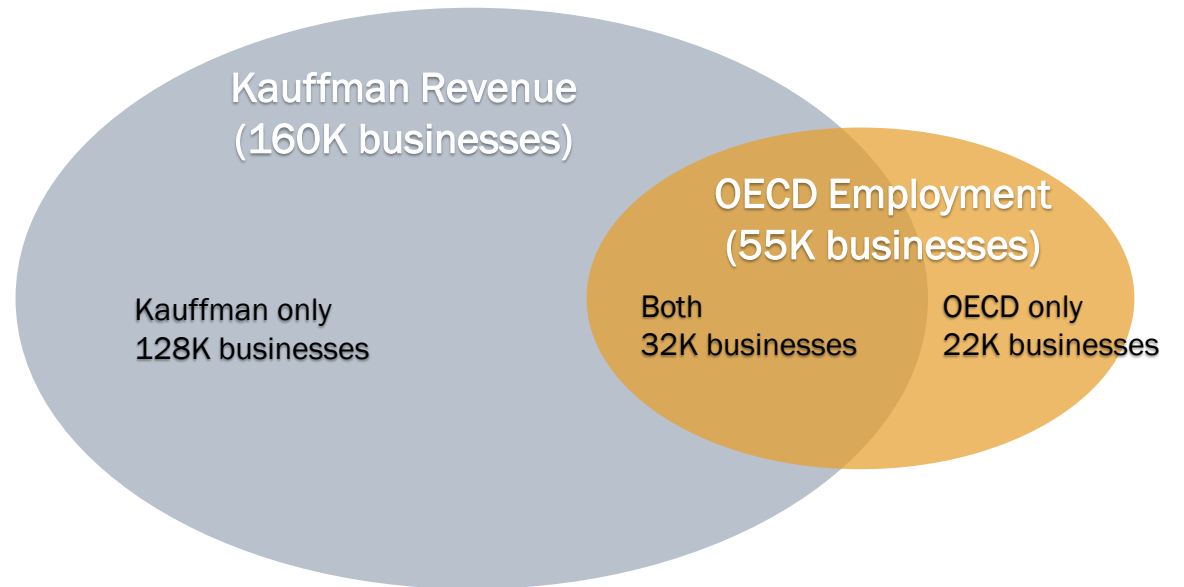 Kauffman Revenue
(160K businesses)
OECD Employment
(55K businesses)
Kauffman only
128K businesses
Both
32K businesses
OECD only
22K businesses